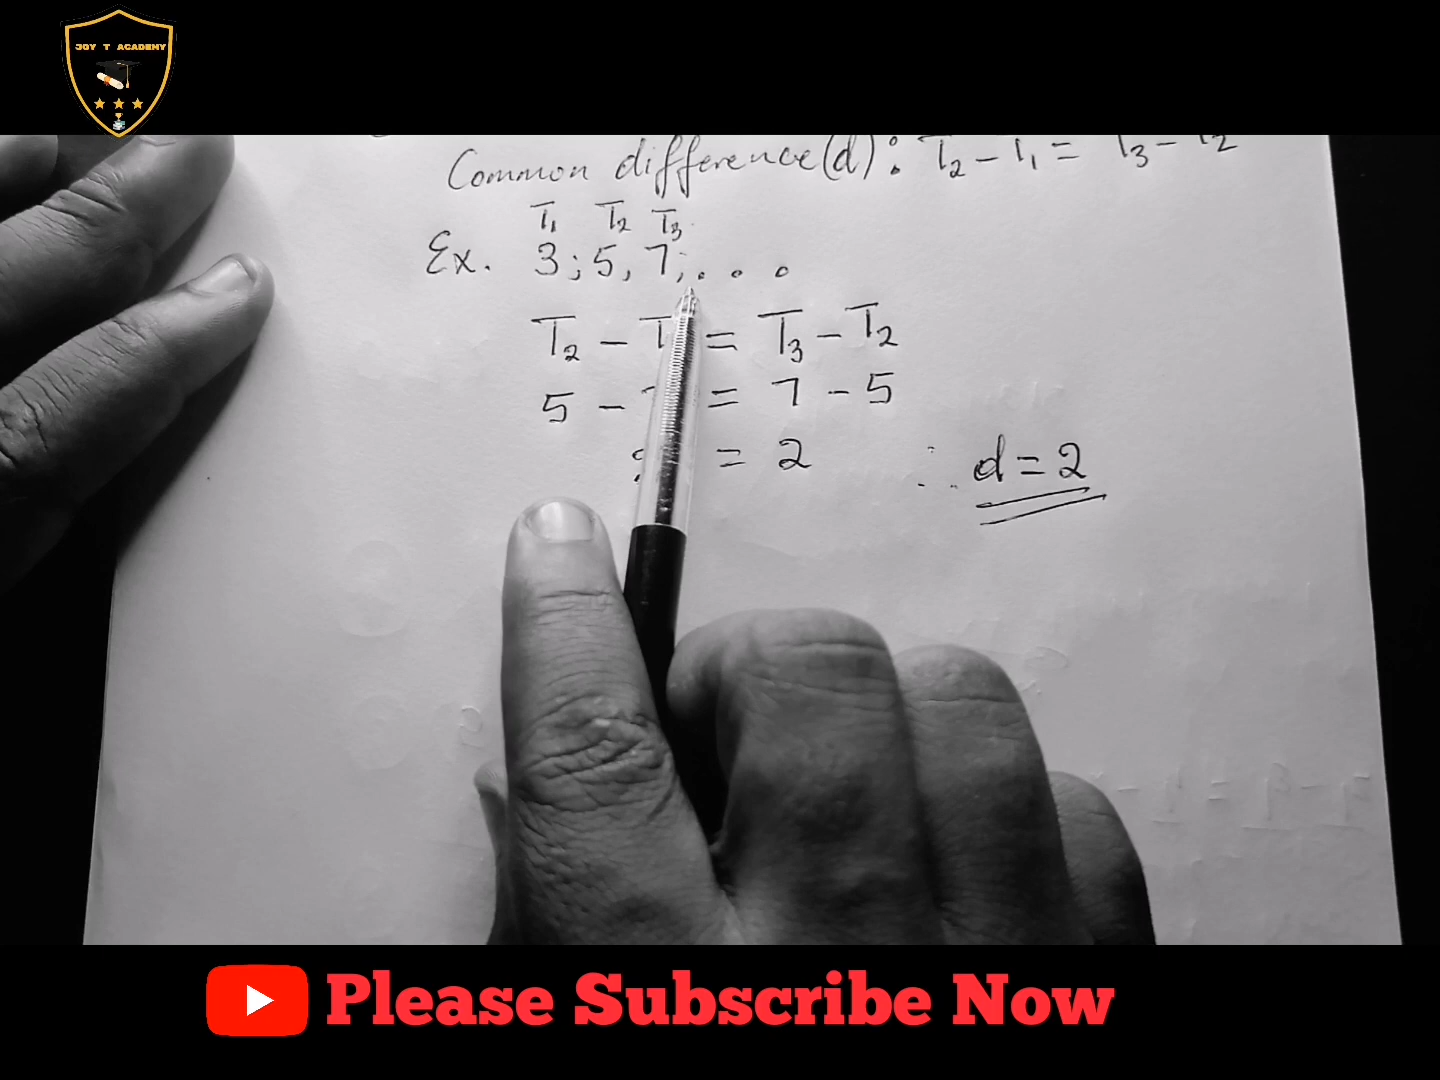 JOY T ACADEMY
Common difference(d): T₂ - T₁ = T₃ - T₂
T₁ T₂ T₃
Ex. 3; 5, 7; . . .
T₂ - T = T₃ - T₂
5 - = 7 - 5
= 2 ∴ d = 2
Please Subscribe Now